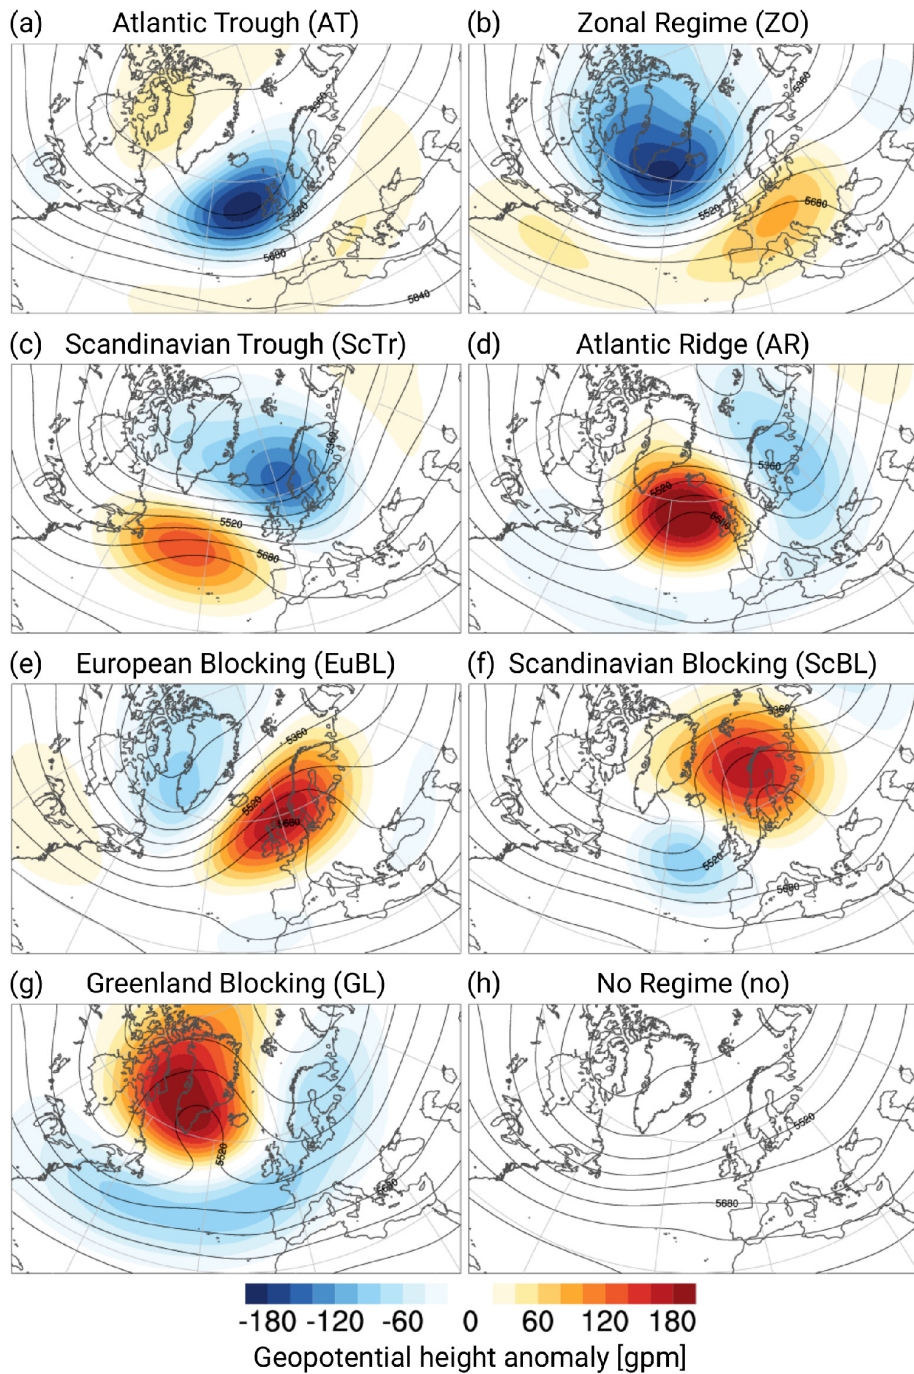 (a) Atlantic Trough (AT)
(b) Zonal Regime (ZO)
5360
5520
5520
5680
5680
5840
(c) Scandinavian Trough (ScTr)
(d) Atlantic Ridge (AR)
5360
5360
5520
5520
5680
(e) European Blocking (EuBL)
(f) Scandinavian Blocking (ScBL)
5360
5360
5520
5680
5520
5680
(g) Greenland Blocking (GL)
(h) No Regime (no)
5520
5520
5680
-180 -120 -60 0 60 120 180
Geopotential height anomaly [gpm]